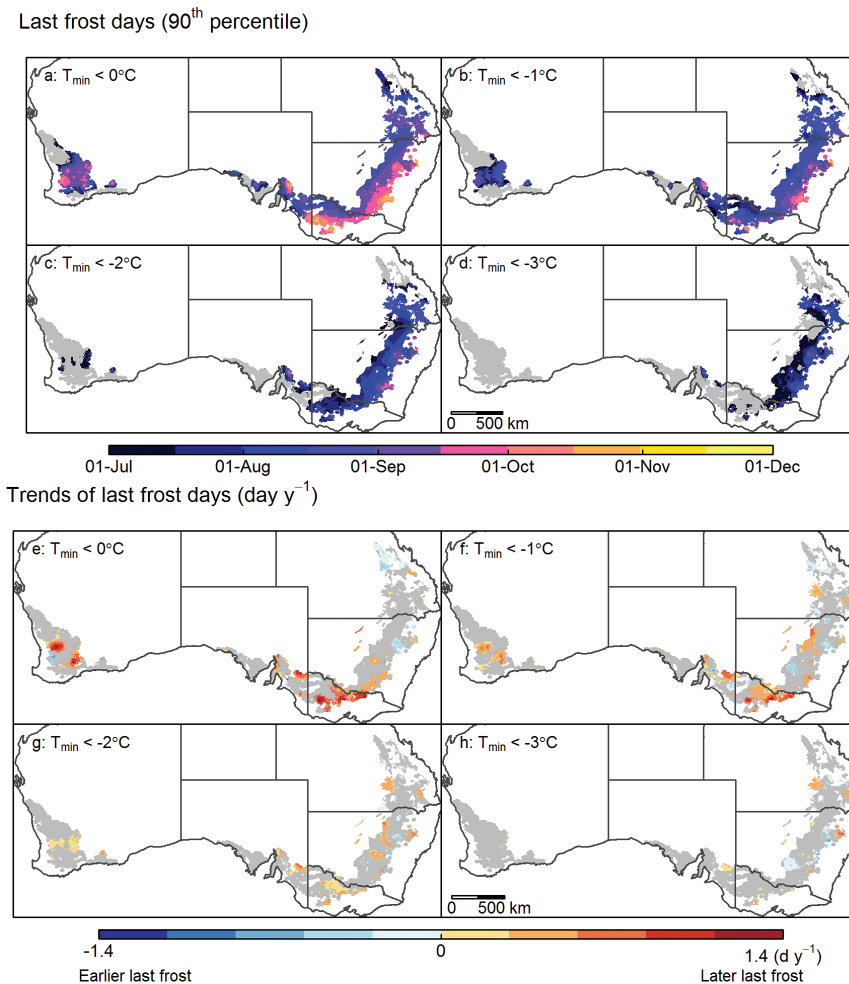 Last frost days (90th percentile)
a: Tmin < 0°C
b: Tmin < -1°C
c: Tmin < -2°C
d: Tmin < -3°C
0 500 km
01-Jul 01-Aug 01-Sep 01-Oct 01-Nov 01-Dec
Trends of last frost days (day y−1)
e: Tmin < 0°C
f: Tmin < -1°C
g: Tmin < -2°C
h: Tmin < -3°C
0 500 km
-1.4 0 1.4 (d y−1)
Earlier last frost Later last frost